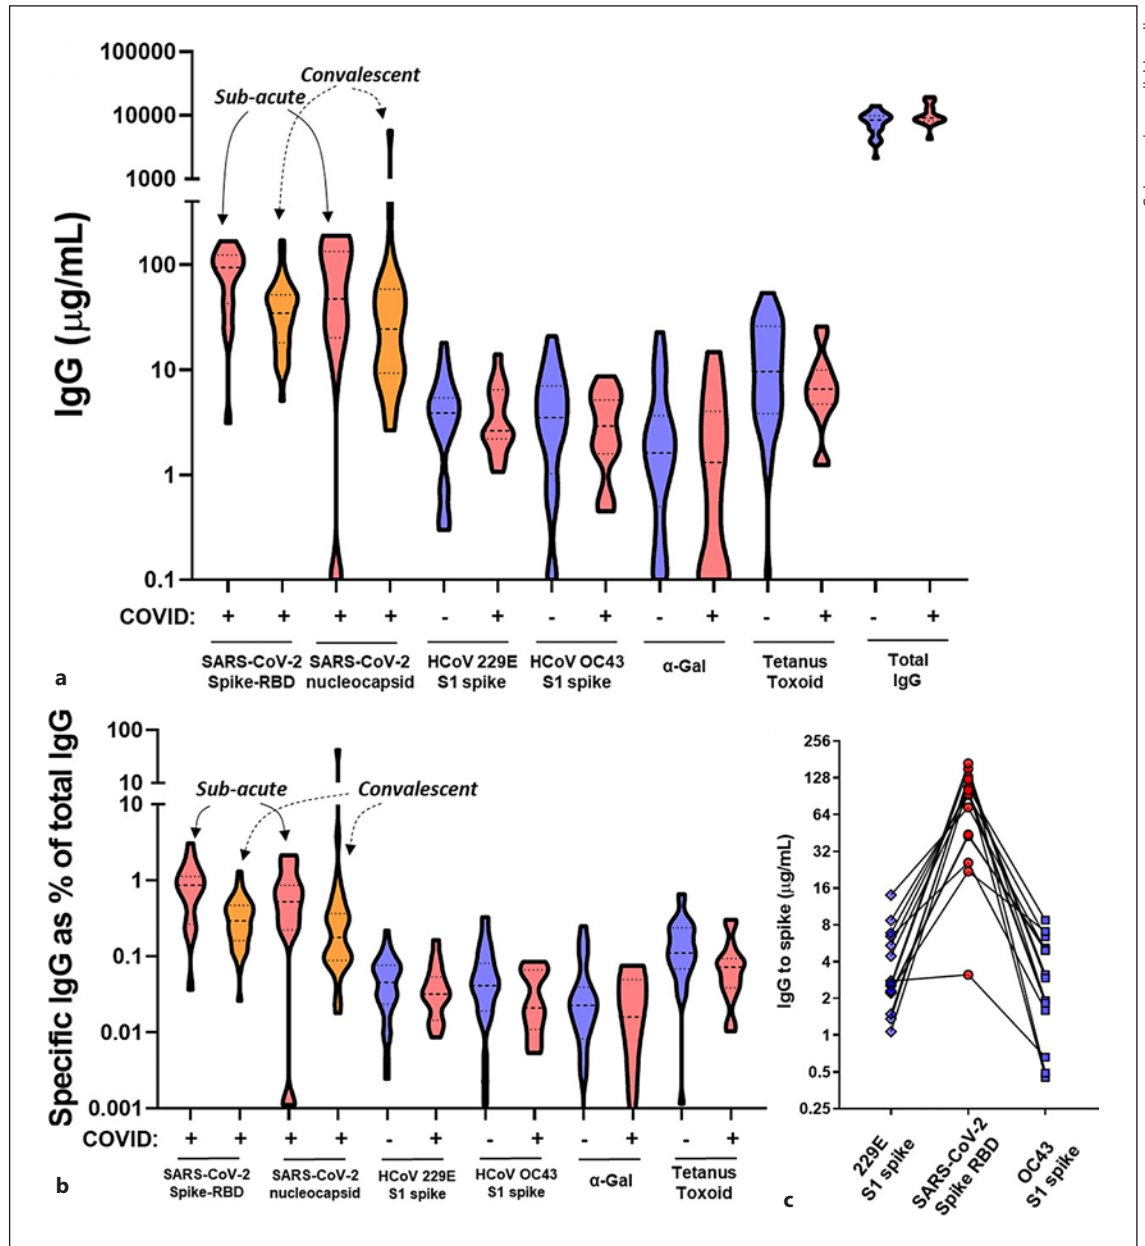 100000
10000
1000
100
10
1
0.1
IgG (μg/mL)
Convalescent
Sub-acute
COVID: + + + + - + - + - + - + - +
SARS-CoV-2 Spike-RBD
SARS-CoV-2 nucleocapsid
HCoV 229E S1 spike
HCoV OC43 S1 spike
α-Gal
Tetanus Toxoid
Total IgG
a
100
10
10
1
0.1
0.01
0.001
Specific IgG as % of total IgG
Sub-acute
Convalescent
COVID: + + + + - + - + - + - +
SARS-CoV-2 Spike-RBD
SARS-CoV-2 nucleocapsid
HCoV 229E S1 spike
HCoV OC43 S1 spike
α-Gal
Tetanus Toxoid
b
256
128
64
32
16
8
4
2
1
0.5
0.25
IgG to spike (μg/mL)
229E S1 spike
SARS-CoV-2 Spike RBD
OC43 S1 spike
c